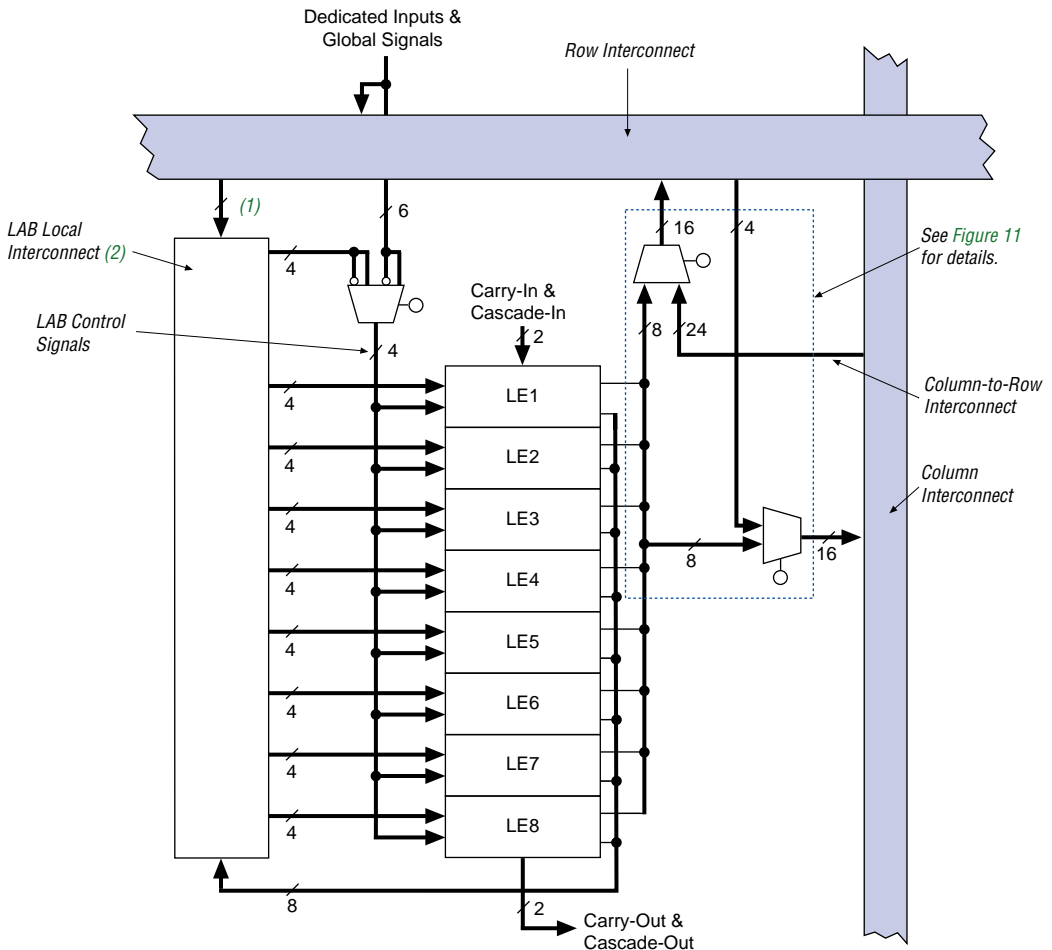 Dedicated Inputs &
Global Signals
Row Interconnect
(1)
6
16
4
LAB Local
Interconnect (2)
4
See Figure 11
for details.
Carry-In &
Cascade-In
2
8
24
LAB Control
Signals
4
Column-to-Row
Interconnect
4
LE1
4
LE2
Column
Interconnect
4
LE3
8
16
4
LE4
4
LE5
4
LE6
4
LE7
4
LE8
8
2
Carry-Out &
Cascade-Out